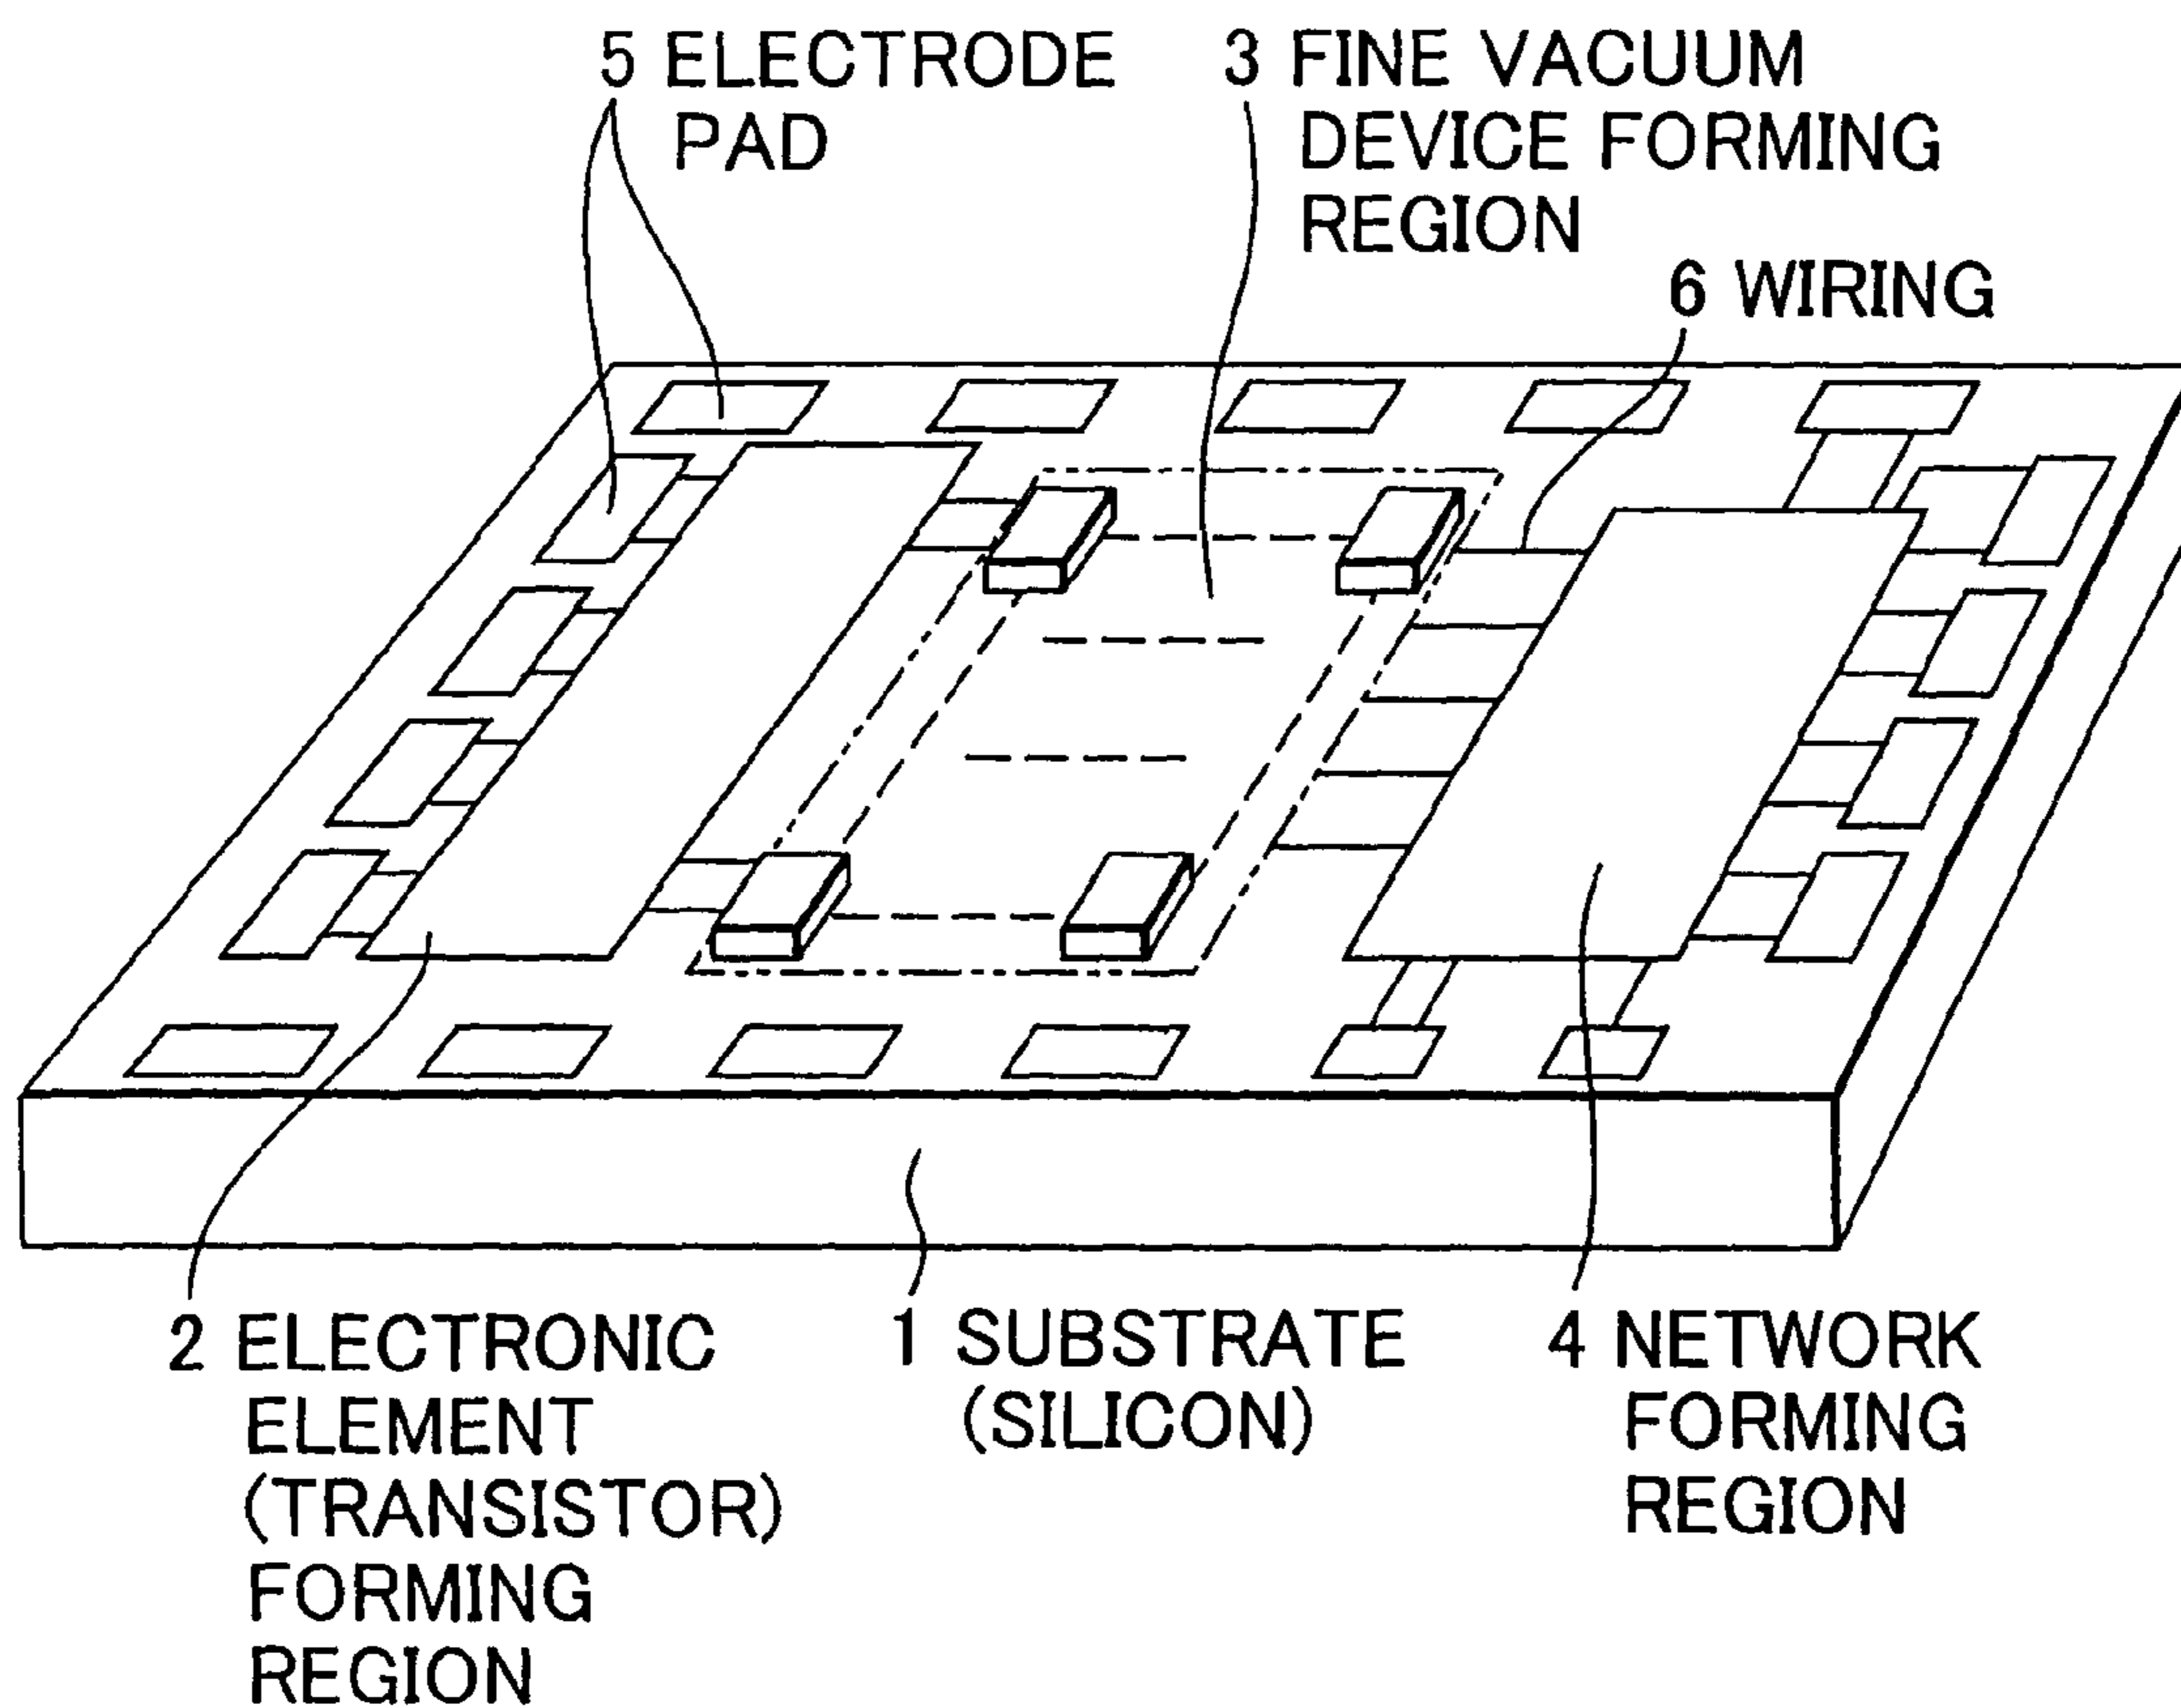 5 ELECTRODE
PAD
3 FINE VACUUM
DEVICE FORMING
REGION
6 WIRING
2 ELECTRONIC
ELEMENT
(TRANSISTOR)
FORMING
REGION
1 SUBSTRATE
(SILICON)
4 NETWORK
FORMING
REGION